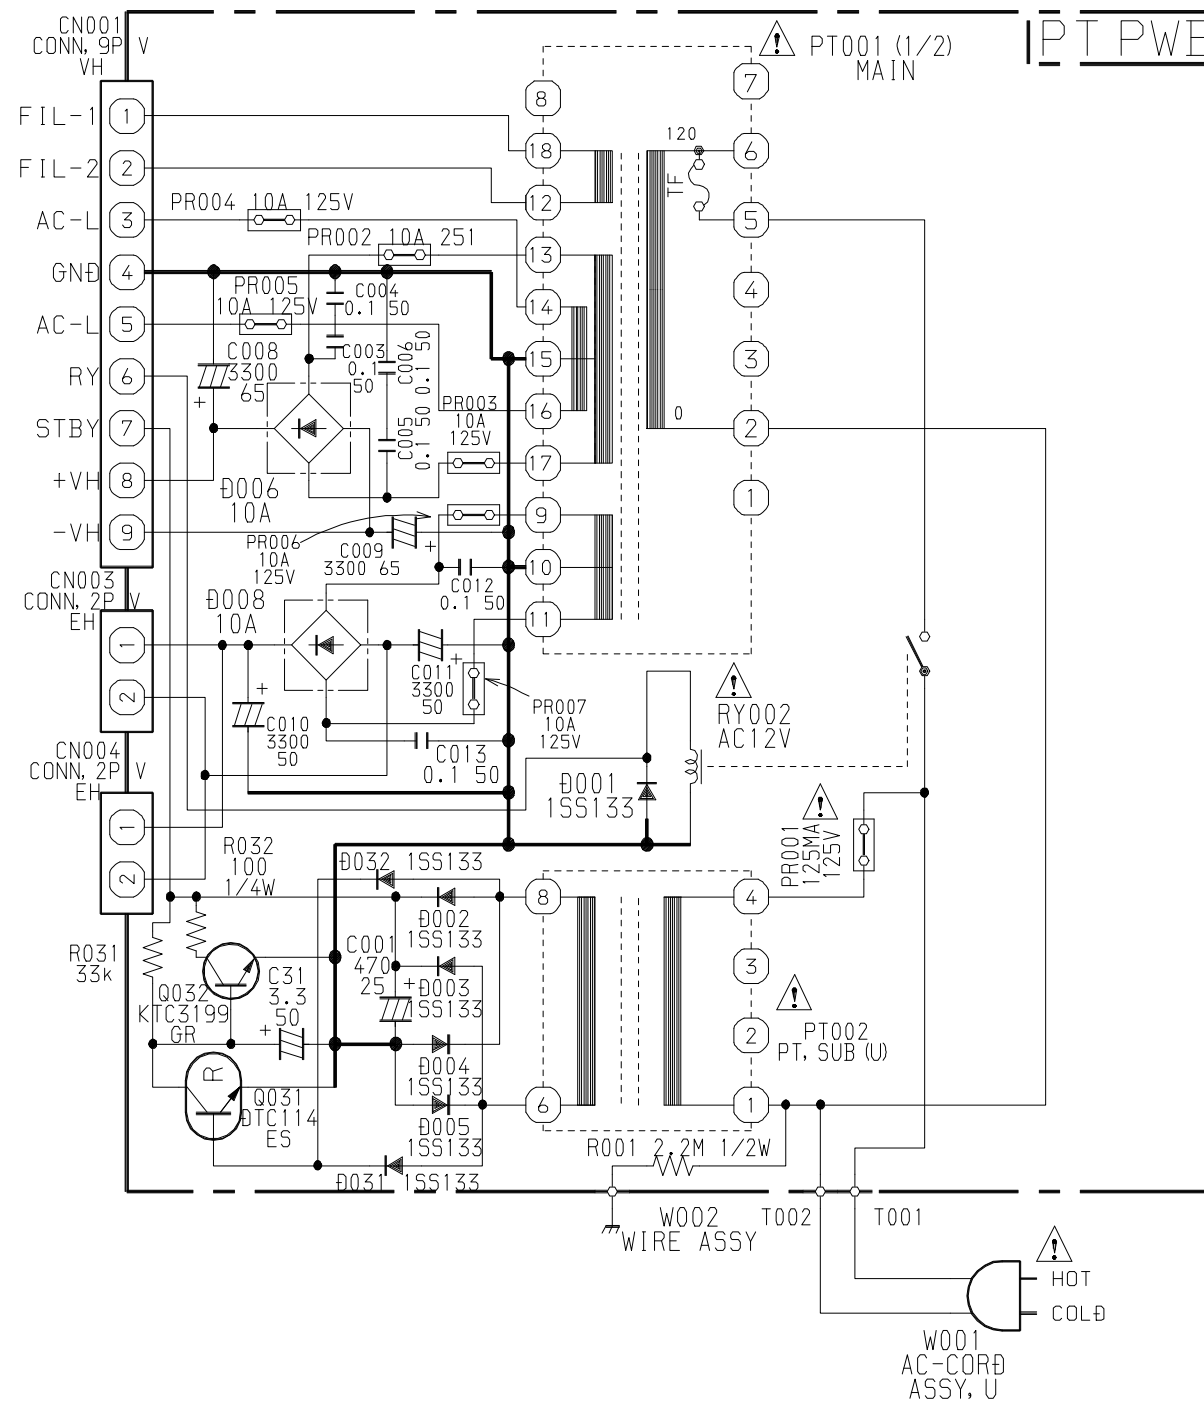 CN001
CONN, 9P V
VH
PT001 (1/2)
MAIN
PT PWB
FIL-1
1
FIL-2
2
AC-L
3
GND
4
AC-L
5
RY
6
STBY
7
+VH
8
-VH
9
PR004 10A 125V
PR002 10A 251
PR005
10A 125V
C004
0.1 50
C003
0.1
50
C006
0.1 50
C005
0.1 50
C008
3300
65
+
D006
10A
PR003
10A
125V
PR006
10A
125V
C009
3300 65
+
C012
0.1 50
8
18
12
13
14
15
16
17
9
10
11
7
6
5
4
3
2
1
120
TF
0
CN003
CONN, 2P V
EH
1
2
D008
10A
+
C010
3300
50
C011
3300
50
+
PR007
10A
125V
C013
0.1 50
RY002
AC12V
D001
1SS133
CN004
CONN, 2P V
EH
1
2
R032
100
1/4W
D032 1SS133
D002
1SS133
D003
1SS133
D004
1SS133
D005
1SS133
D031 1SS133
C001
470
25
+
R031
33k
Q032
KTC3199
GR
C31
3.3
50
+
R
Q031
DTC114
ES
8
6
4
3
2
1
PR001
125MA
125V
PT002
PT, SUB (U)
R001 2.2M 1/2W
W002
WIRE ASSY
T002
T001
HOT
COLD
W001
AC-CORD
ASSY, U